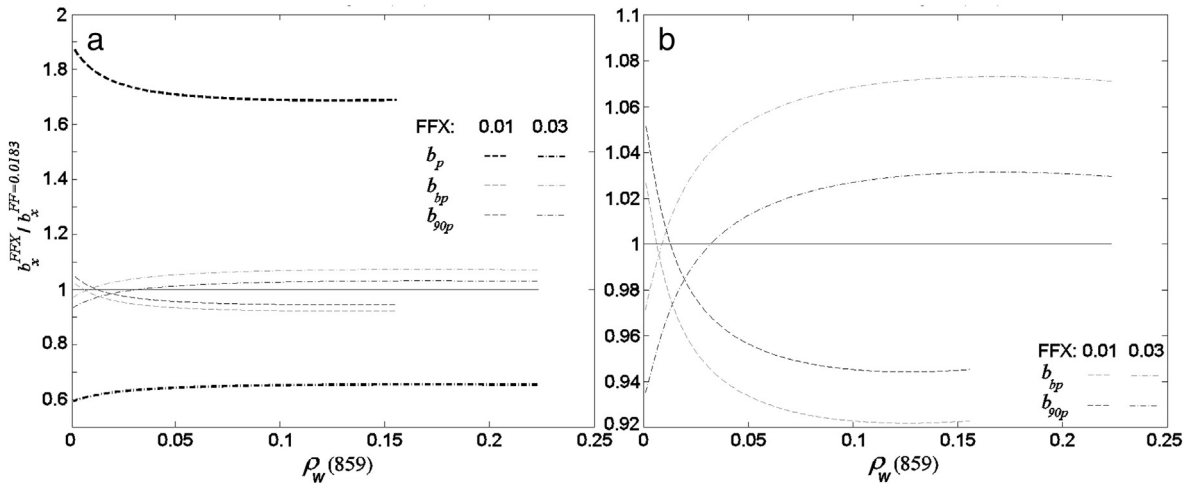 a
2
1.8
1.6
1.4
1.2
1
0.8
0.6
b_x^FFX / b_x^FF=0.0183
FFX: 0.01 0.03
b_p
b_bp
b_90p
0 0.05 0.1 0.15 0.2 0.25
ρ_w(859)
b
1.1
1.08
1.06
1.04
1.02
1
0.98
0.96
0.94
0.92
FFX: 0.01 0.03
b_bp
b_90p
0 0.05 0.1 0.15 0.2 0.25
ρ_w(859)